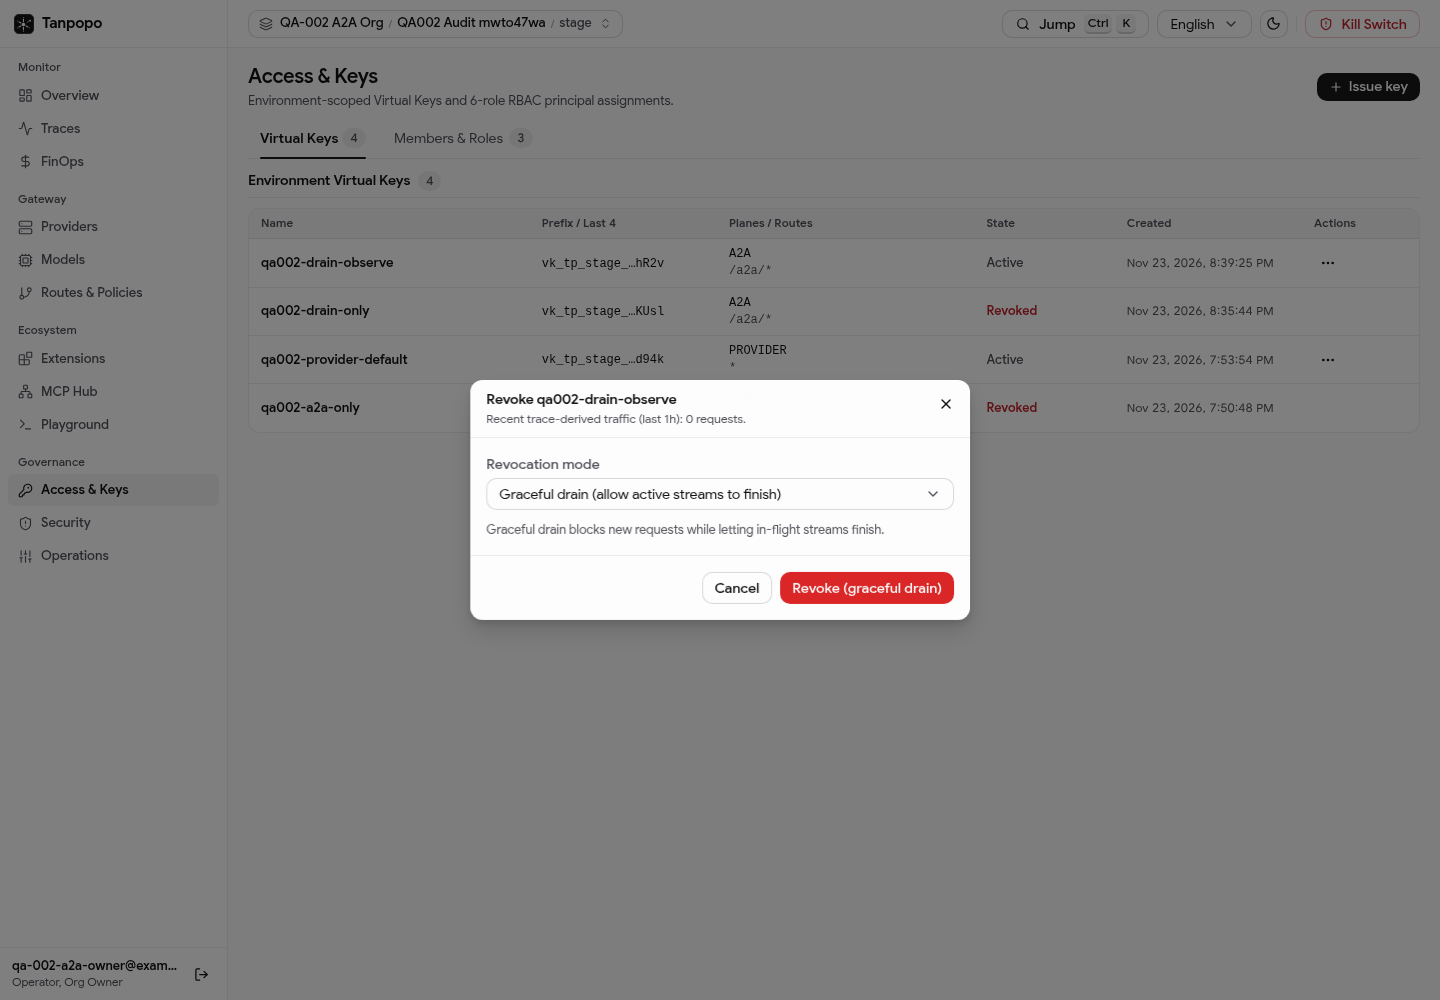 Tanpopo
QA-002 A2A Org / QA002 Audit mwto47wa / stage
Jump Ctrl K
English
Kill Switch
Monitor
Overview
Traces
FinOps
Gateway
Providers
Models
Routes & Policies
Ecosystem
Extensions
MCP Hub
Playground
Governance
Access & Keys
Security
Operations
qa-002-a2a-owner@exam...
Operator, Org Owner
Access & Keys
Environment-scoped Virtual Keys and 6-role RBAC principal assignments.
+ Issue key
Virtual Keys 4 Members & Roles 3
Environment Virtual Keys 4
Name Prefix / Last 4 Planes / Routes State Created Actions
qa002-drain-observe vk_tp_stage_…hR2v A2A /a2a/* Active Nov 23, 2026, 8:39:25 PM
qa002-drain-only vk_tp_stage_…KUsl A2A /a2a/* Revoked Nov 23, 2026, 8:35:44 PM
qa002-provider-default vk_tp_stage_…d94k PROVIDER * Active Nov 23, 2026, 7:53:54 PM
qa002-a2a-only Revoked Nov 23, 2026, 7:50:48 PM
Revoke qa002-drain-observe
Recent trace-derived traffic (last 1h): 0 requests.
Revocation mode
Graceful drain (allow active streams to finish)
Graceful drain blocks new requests while letting in-flight streams finish.
Cancel
Revoke (graceful drain)